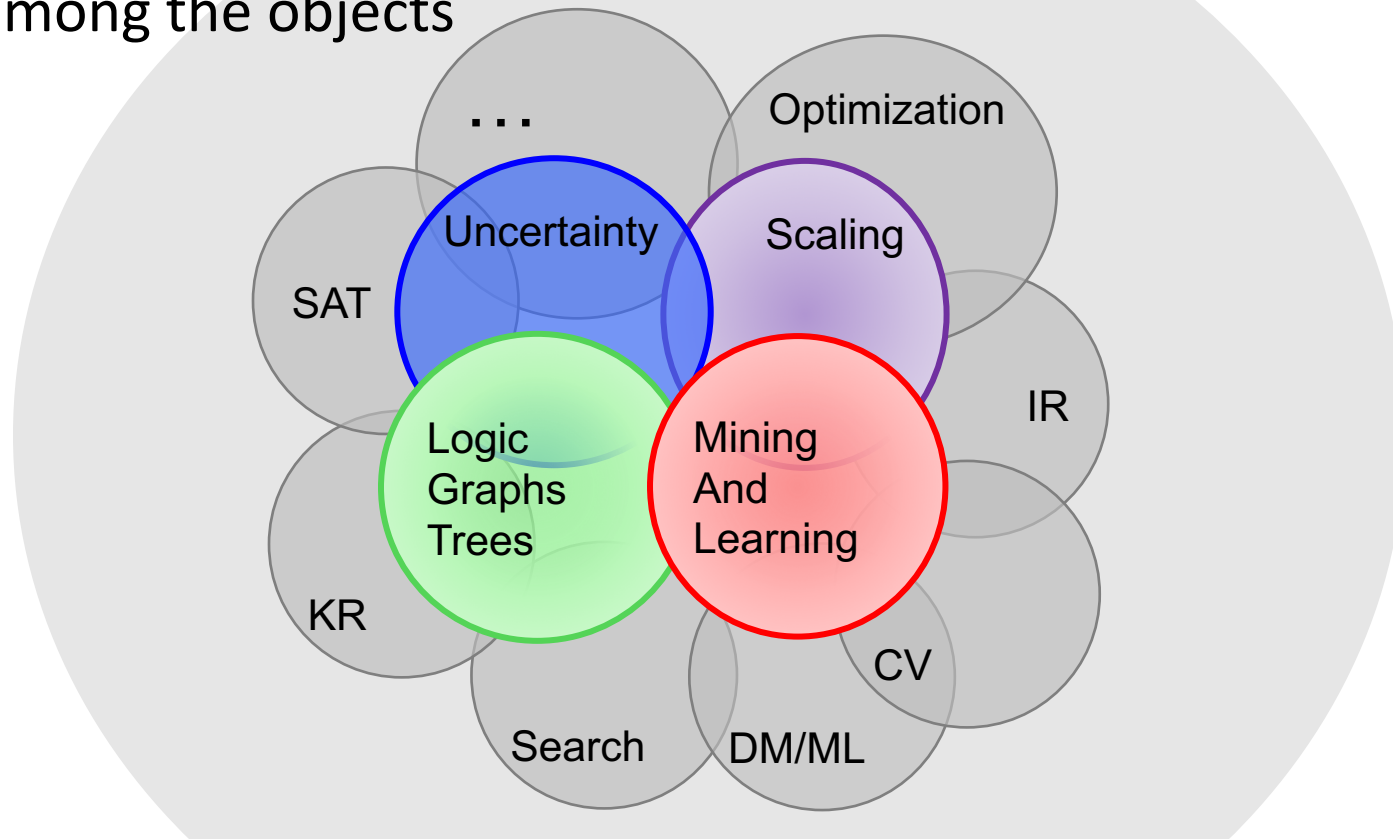 mong the objects
...
Optimization
Uncertainty
Scaling
SAT
IR
Logic
Graphs
Trees
Mining
And
Learning
KR
CV
Search
DM/ML